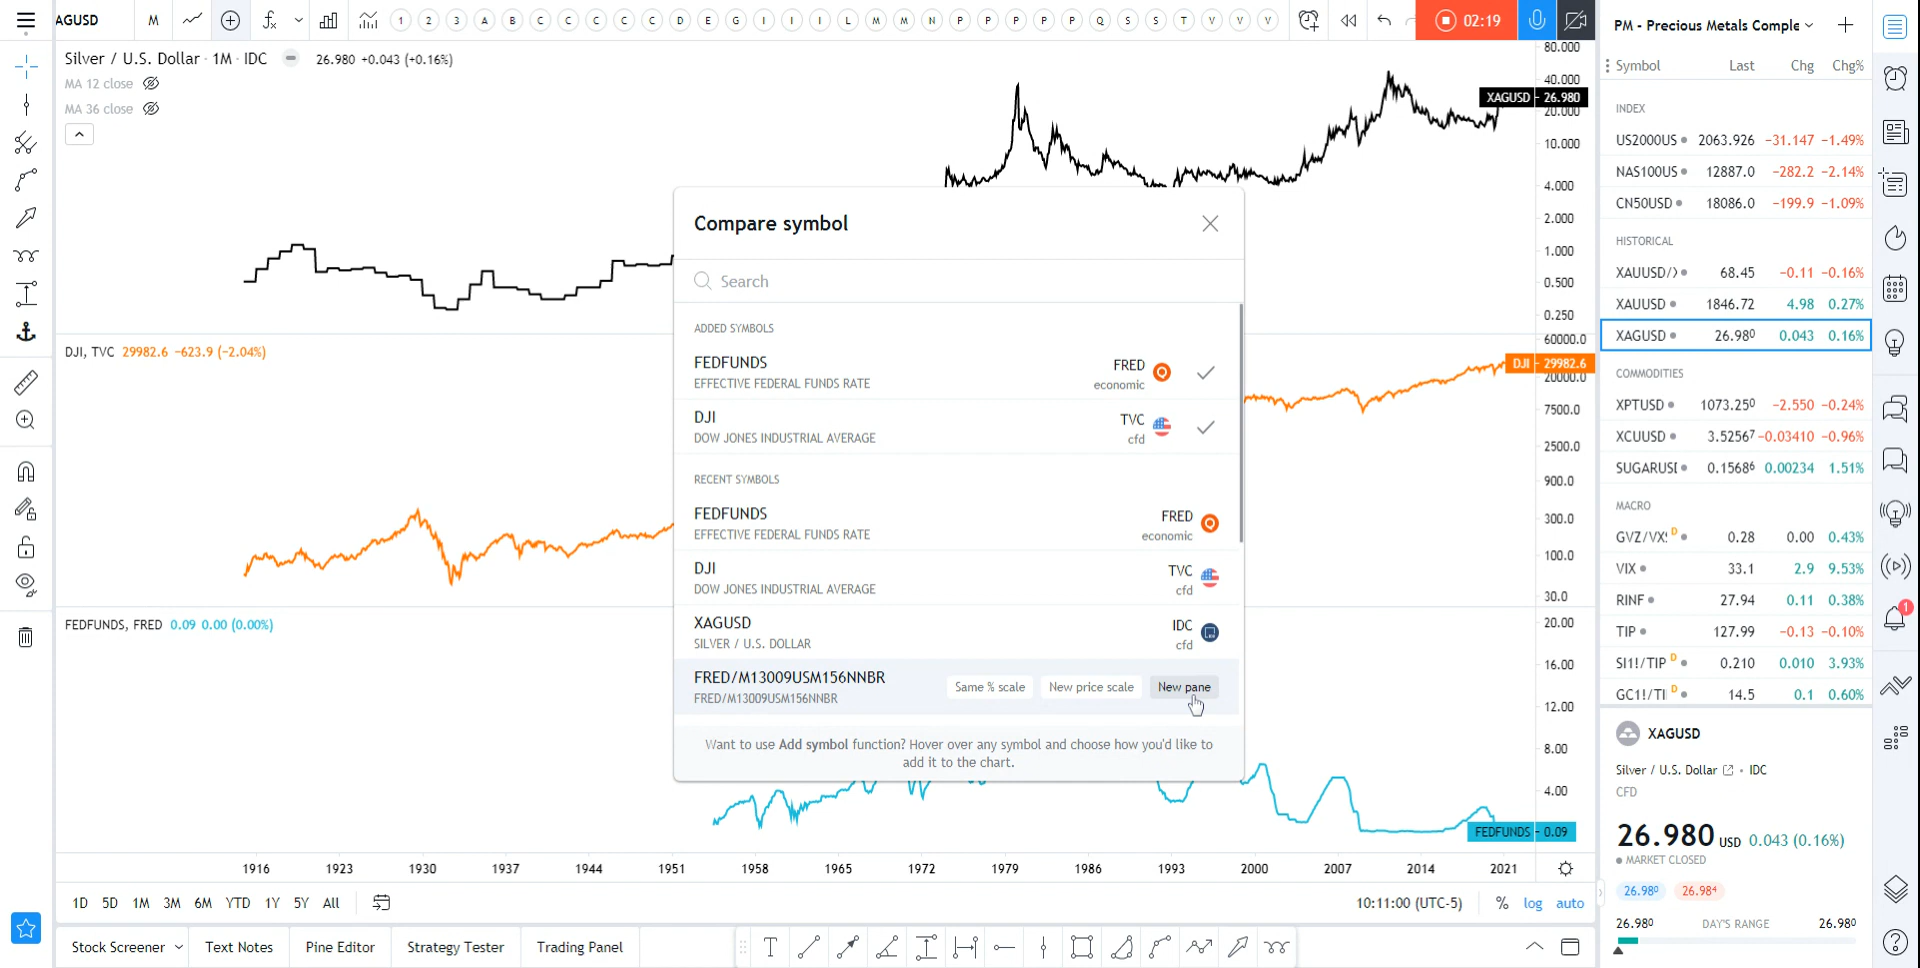 AGUSD M 1 2 3 A B C C C C C D E G I I I L M M N P P P P P Q S S T V V V 02:19
Silver / U.S. Dollar · 1M · IDC 26.980 +0.043 (+0.16%)
MA 12 close
MA 36 close
80.000
40.000
XAGUSD 26.980
20.000
10.000
4.000
2.000
1.000
0.500
0.250
DJI, TVC 29982.6 −623.9 (−2.04%)
60000.0
DJI 29982.6
20000.0
7500.0
2500.0
900.0
300.0
100.0
30.0
FEDFUNDS, FRED 0.09 0.00 (0.00%)
20.00
16.00
12.00
8.00
4.00
FEDFUNDS 0.09
1916 1923 1930 1937 1944 1951 1958 1965 1972 1979 1986 1993 2000 2007 2014 2021
Compare symbol
Search
ADDED SYMBOLS
FEDFUNDS FRED
EFFECTIVE FEDERAL FUNDS RATE economic
DJI TVC
DOW JONES INDUSTRIAL AVERAGE cfd
RECENT SYMBOLS
FEDFUNDS FRED
EFFECTIVE FEDERAL FUNDS RATE economic
DJI TVC
DOW JONES INDUSTRIAL AVERAGE cfd
XAGUSD IDC
SILVER / U.S. DOLLAR cfd
FRED/M13009USM156NNBR Same % scale New price scale New pane
FRED/M13009USM156NNBR
Want to use Add symbol function? Hover over any symbol and choose how you'd like to
add it to the chart.
1D 5D 1M 3M 6M YTD 1Y 5Y All 10:11:00 (UTC-5) % log auto
Stock Screener Text Notes Pine Editor Strategy Tester Trading Panel
PM - Precious Metals Comple
Symbol Last Chg Chg%
INDEX
US2000US 2063.926 −31.147 −1.49%
NAS100US 12887.0 −282.2 −2.14%
CN50USD 18086.0 −199.9 −1.09%
HISTORICAL
XAUUSD/X 68.45 −0.11 −0.16%
XAUUSD 1846.72 4.98 0.27%
XAGUSD 26.980 0.043 0.16%
COMMODITIES
XPTUSD 1073.250 −2.550 −0.24%
XCUUSD 3.52567 −0.03410 −0.96%
SUGARUSD 0.15686 0.00234 1.51%
MACRO
GVZ/VX D 0.28 0.00 0.43%
VIX 33.1 2.9 9.53%
RINF 27.94 0.11 0.38%
TIP 127.99 −0.13 −0.10%
SI1!/TIP D 0.210 0.010 3.93%
GC1!/TI D 14.5 0.1 0.60%
XAGUSD
Silver / U.S. Dollar • IDC
CFD
26.980 USD 0.043 (0.16%)
MARKET CLOSED
26.980 26.984
26.980 DAY'S RANGE 26.980
1